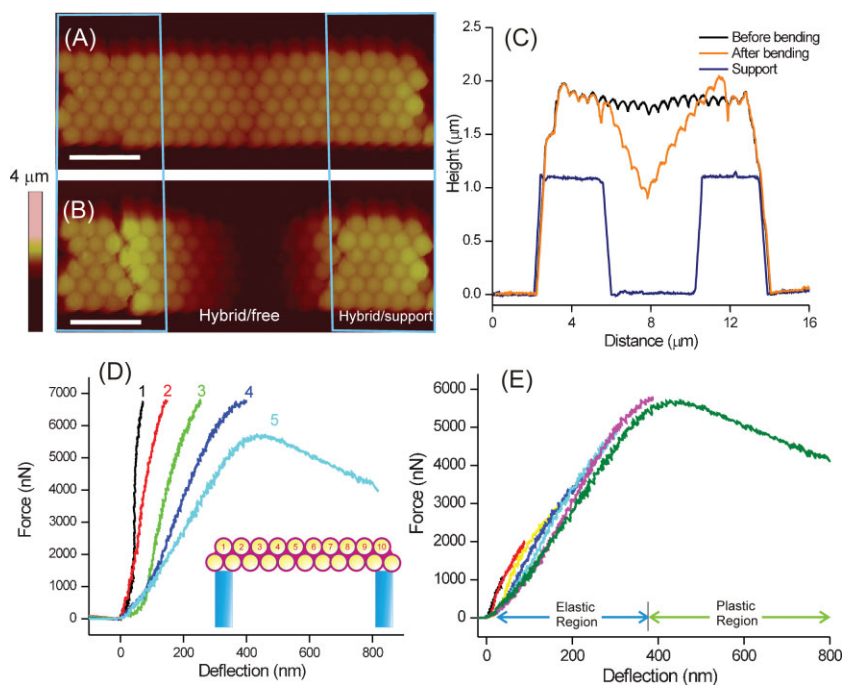 (A)
4 μm
(B)
Hybrid/free
Hybrid/support
(C)
Before bending
After bending
Support
Height (μm)
2.5
2.0
1.5
1.0
0.5
0.0
0
4
8
12
16
Distance (μm)
(D)
1
2
3
4
5
Force (nN)
7000
6000
5000
4000
3000
2000
1000
0
1 2 3 4 5 6 7 8 9 10
0
200
400
600
800
Deflection (nm)
(E)
Force (nN)
7000
6000
5000
4000
3000
2000
1000
0
Elastic
Region
Plastic
Region
0
200
400
600
800
Deflection (nm)